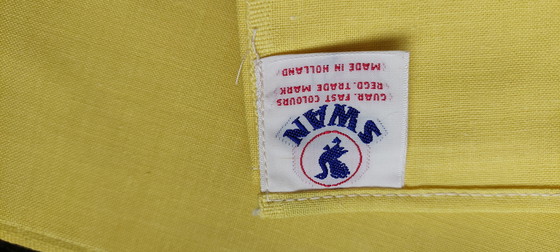 SWAN
GUAR. FAST COLOURS
REGD. TRADE MARK
MADE IN HOLLAND